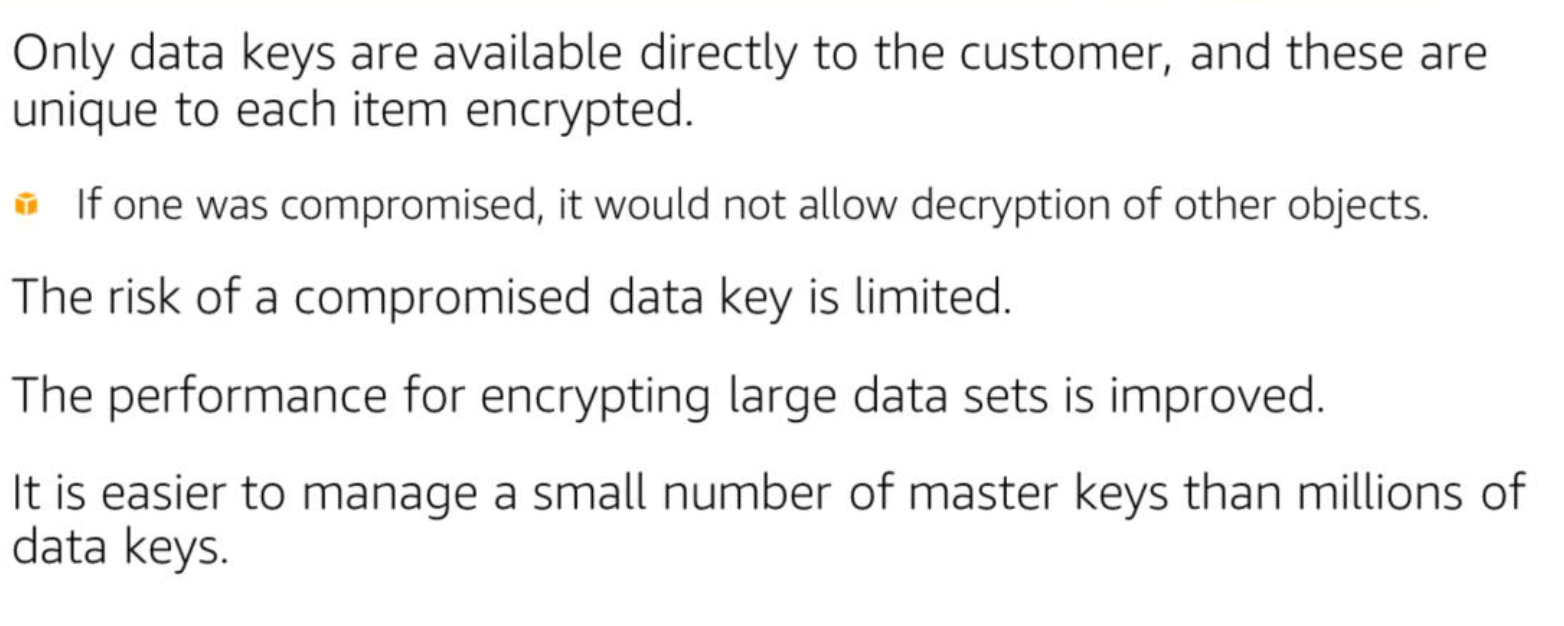 Only data keys are available directly to the customer, and these are
unique to each item encrypted.
If one was compromised, it would not allow decryption of other objects.
The risk of a compromised data key is limited.
The performance for encrypting large data sets is improved.
It is easier to manage a small number of master keys than millions of
data keys.